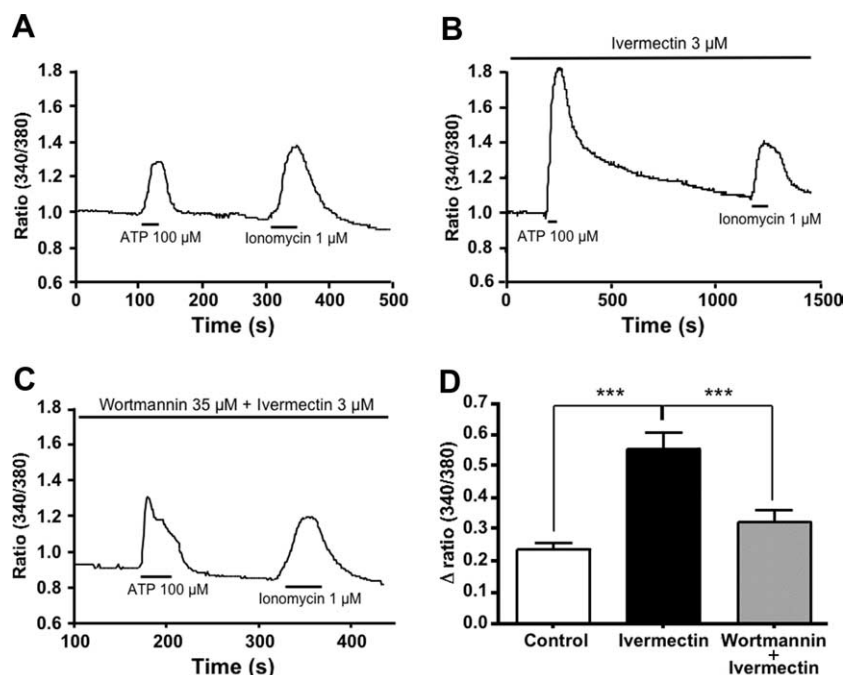 A
Ratio (340/380)
1.8
1.6
1.4
1.2
1.0
0.8
0.6
ATP 100 μM
Ionomycin 1 μM
0 100 200 300 400 500
Time (s)
B
Ivermectin 3 μM
Ratio (340/380)
1.8
1.6
1.4
1.2
1.0
0.8
0.6
ATP 100 μM
Ionomycin 1 μM
0 500 1000 1500
Time (s)
C
Wortmannin 35 μM + Ivermectin 3 μM
Ratio (340/380)
1.8
1.6
1.4
1.2
1.0
0.8
0.6
ATP 100 μM
Ionomycin 1 μM
100 200 300 400
Time (s)
D
*** ***
Δ ratio (340/380)
0.7
0.6
0.5
0.4
0.3
0.2
0.1
0.0
Control Ivermectin Wortmannin
+
Ivermectin